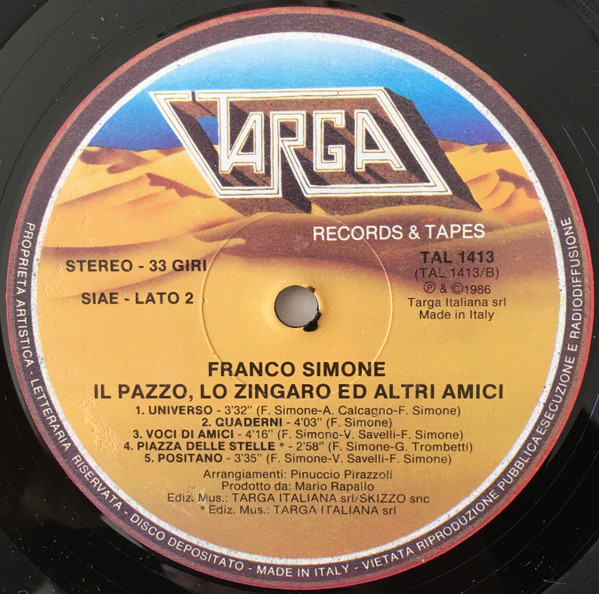 TARGA
RECORDS & TAPES
STEREO - 33 GIRI
SIAE - LATO 2
TAL 1413
(TAL 1413/B)
℗ & ©1986
Targa Italiana srl
Made in Italy
FRANCO SIMONE
IL PAZZO, LO ZINGARO ED ALTRI AMICI
1. UNIVERSO - 3'32" (F. Simone-A. Calcagno-F. Simone)
2. QUADERNI - 4'03" (F. Simone)
3. VOCI DI AMICI - 4'16" (F. Simone-V. Savelli-F. Simone)
4. PIAZZA DELLE STELLE * - 2'58" (F. Simone-G. Trombetti)
5. POSITANO - 3'35" (F. Simone-V. Savelli-F. Simone)
Arrangiamenti: Pinuccio Pirazzoli
Prodotto da: Mario Rapallo
Ediz. Mus.: TARGA ITALIANA srl/SKIZZO snc
* Ediz. Mus.: TARGA ITALIANA srl
PROPRIETA ARTISTICA - LETTERARIA RISERVATA - DISCO DEPOSITATO - MADE IN ITALY - VIETATA RIPRODUZIONE PUBBLICA ESECUZIONE E RADIODIFFUSIONE